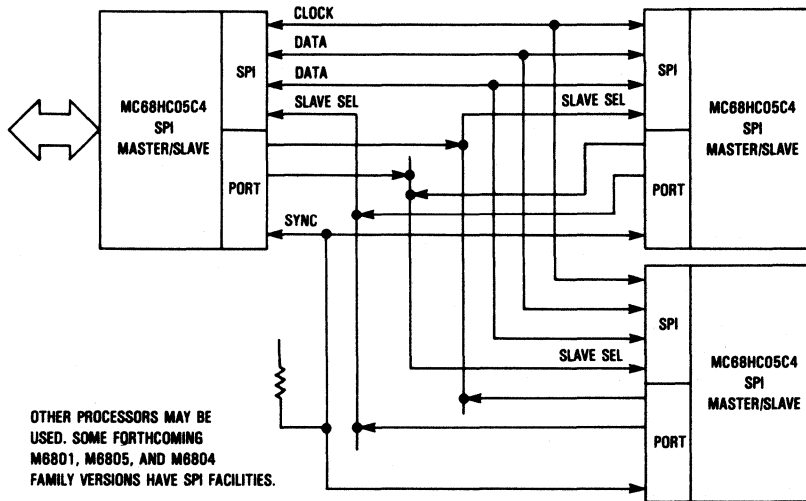 CLOCK
DATA
DATA
SLAVE SEL
SPI
PORT
MC68HC05C4
SPI
MASTER/SLAVE
SYNC
SLAVE SEL
SPI
PORT
MC68HC05C4
SPI
MASTER/SLAVE
SLAVE SEL
SPI
PORT
MC68HC05C4
SPI
MASTER/SLAVE
OTHER PROCESSORS MAY BE
USED. SOME FORTHCOMING
M6801, M6805, AND M6804
FAMILY VERSIONS HAVE SPI FACILITIES.